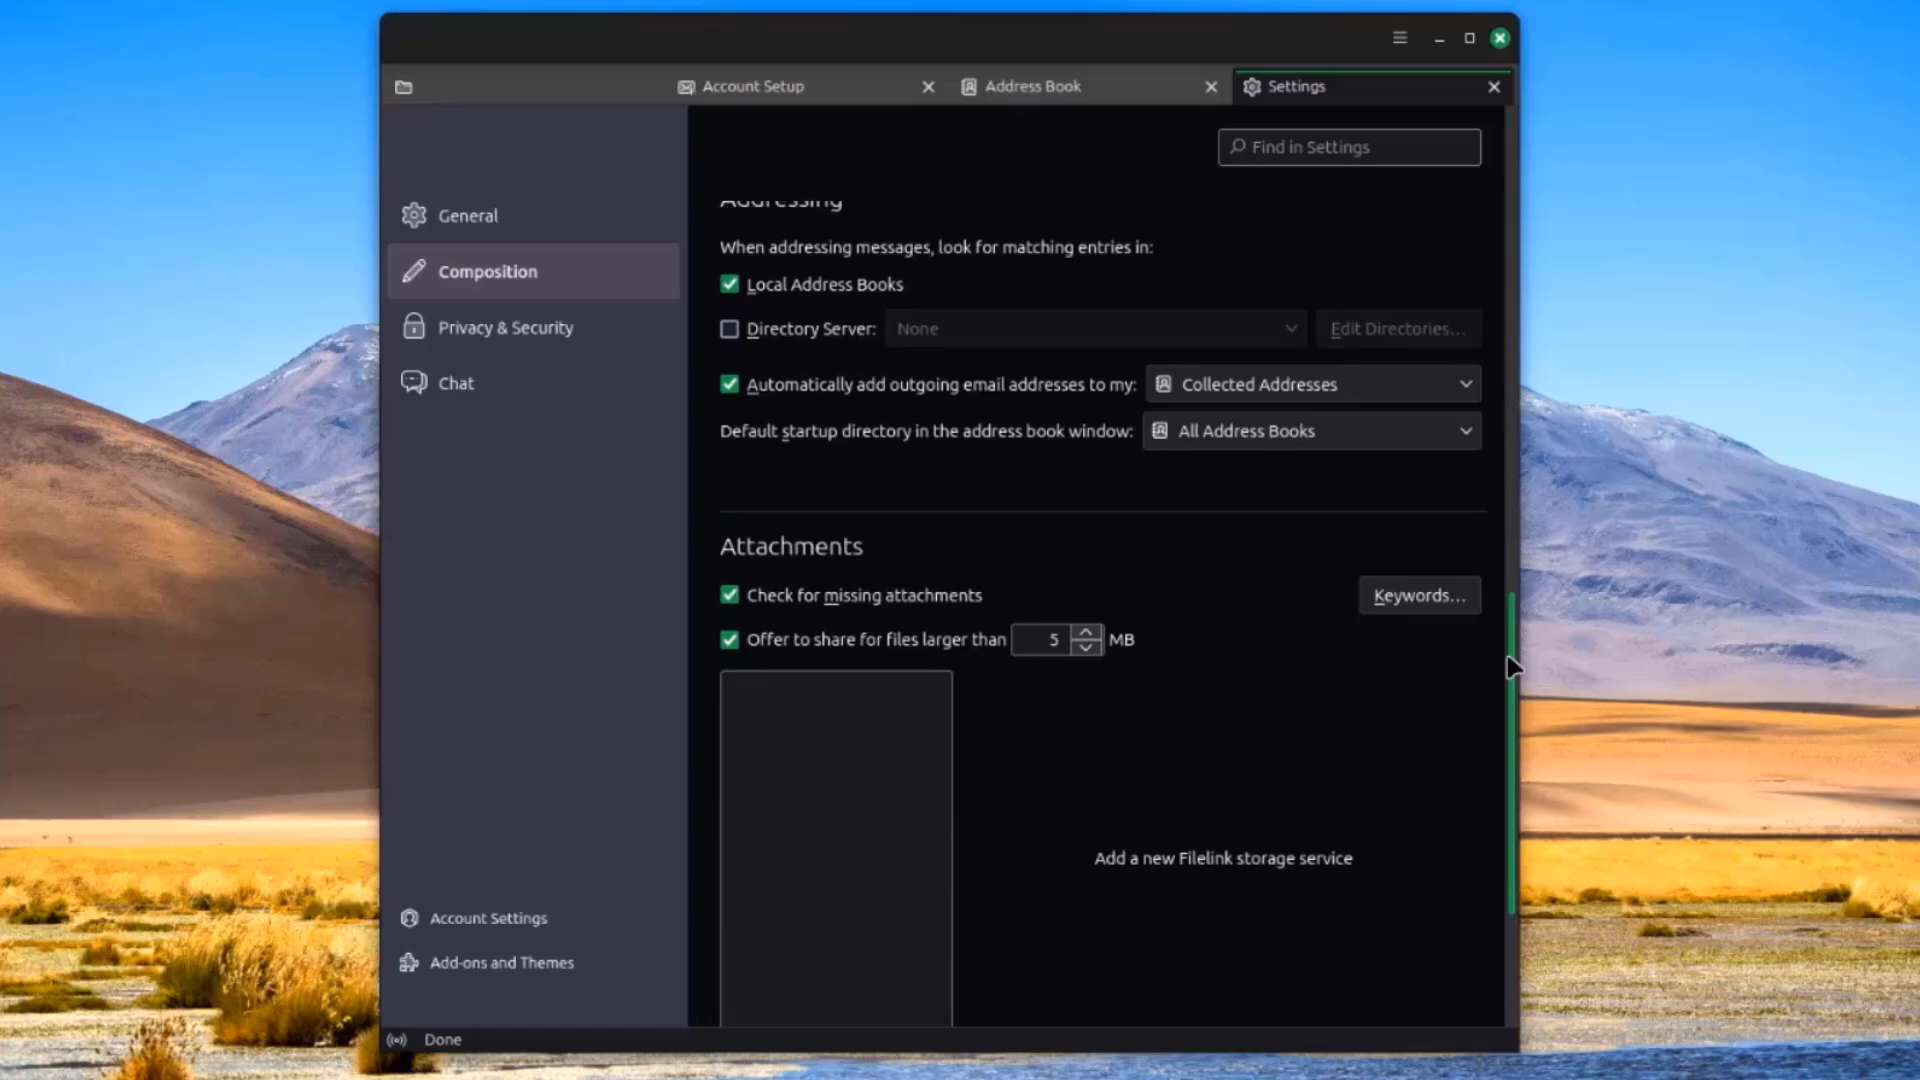 Account Setup
Address Book
Settings
Find in Settings
General
Composition
Privacy & Security
Chat
Account Settings
Add-ons and Themes
Addressing
When addressing messages, look for matching entries in:
Local Address Books
Directory Server: None Edit Directories...
Automatically add outgoing email addresses to my: Collected Addresses
Default startup directory in the address book window: All Address Books
Attachments
Check for missing attachments Keywords...
Offer to share for files larger than 5 MB
Add a new Filelink storage service
Done